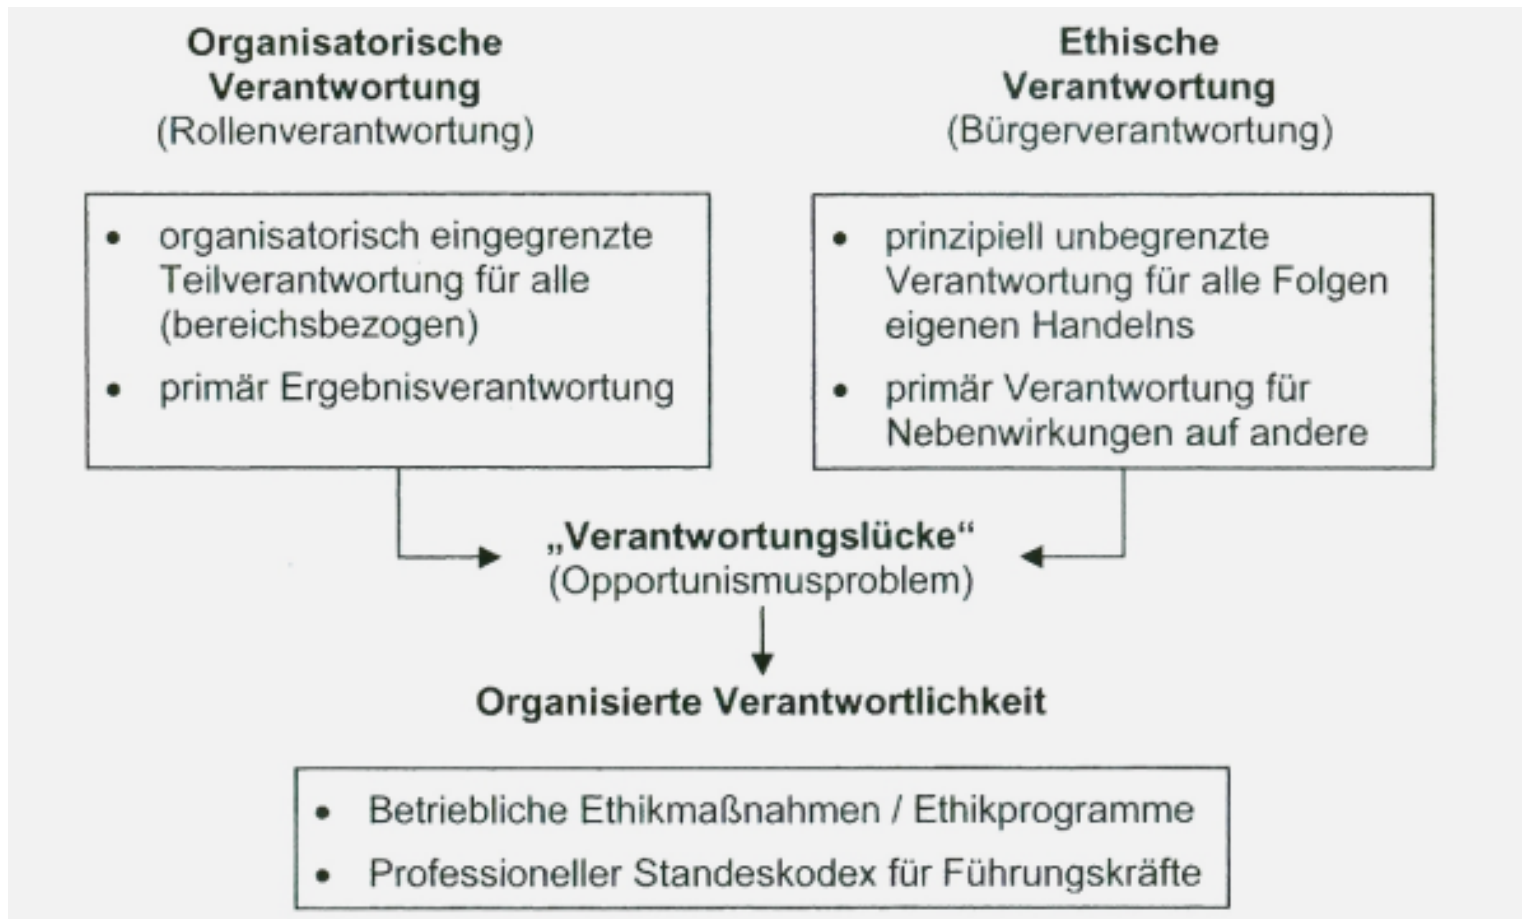 Organisatorische
Verantwortung
(Rollenverantwortung)
• organisatorisch eingegrenzte
Teilverantwortung für alle
(bereichsbezogen)
• primär Ergebnisverantwortung
Ethische
Verantwortung
(Bürgerverantwortung)
• prinzipiell unbegrenzte
Verantwortung für alle Folgen
eigenen Handelns
• primär Verantwortung für
Nebenwirkungen auf andere
„Verantwortungslücke“
(Opportunismusproblem)
Organisierte Verantwortlichkeit
• Betriebliche Ethikmaßnahmen / Ethikprogramme
• Professioneller Standeskodex für Führungskräfte